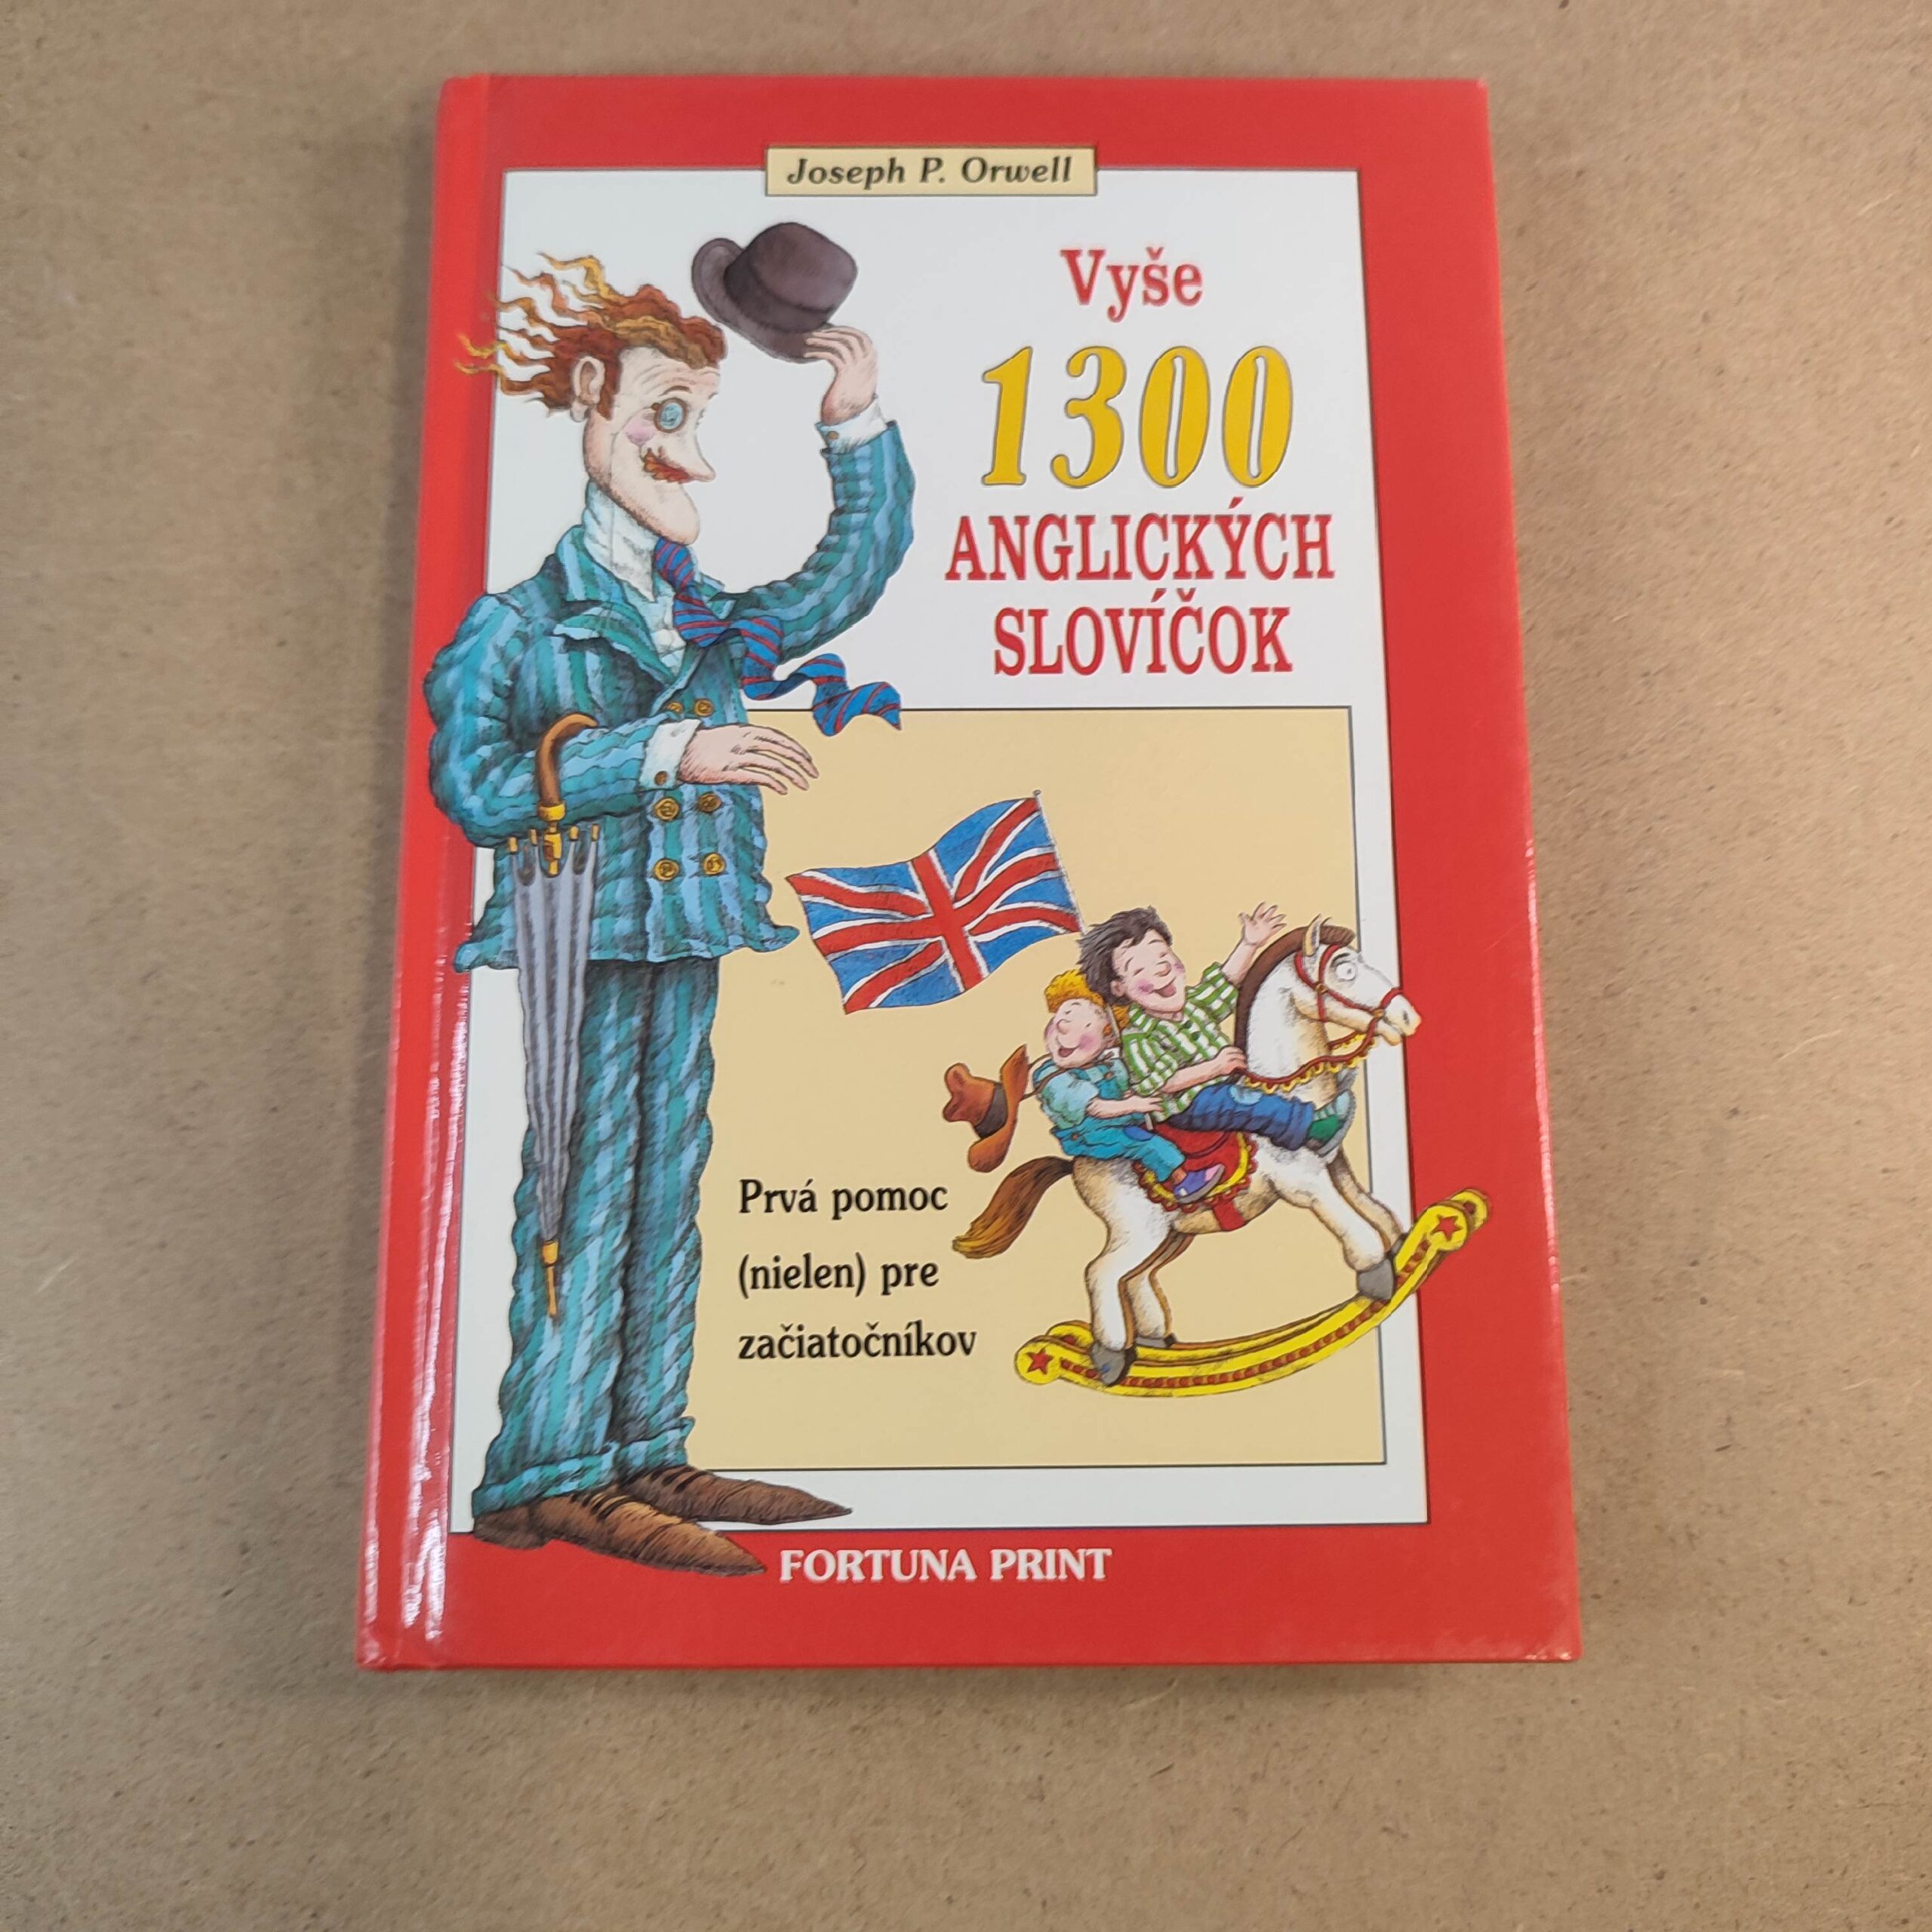 Joseph P. Orwell
Vyše
1300
ANGLICKÝCH
SLOVÍČOK
Prvá pomoc
(nielen) pre
začiatočníkov
FORTUNA PRINT